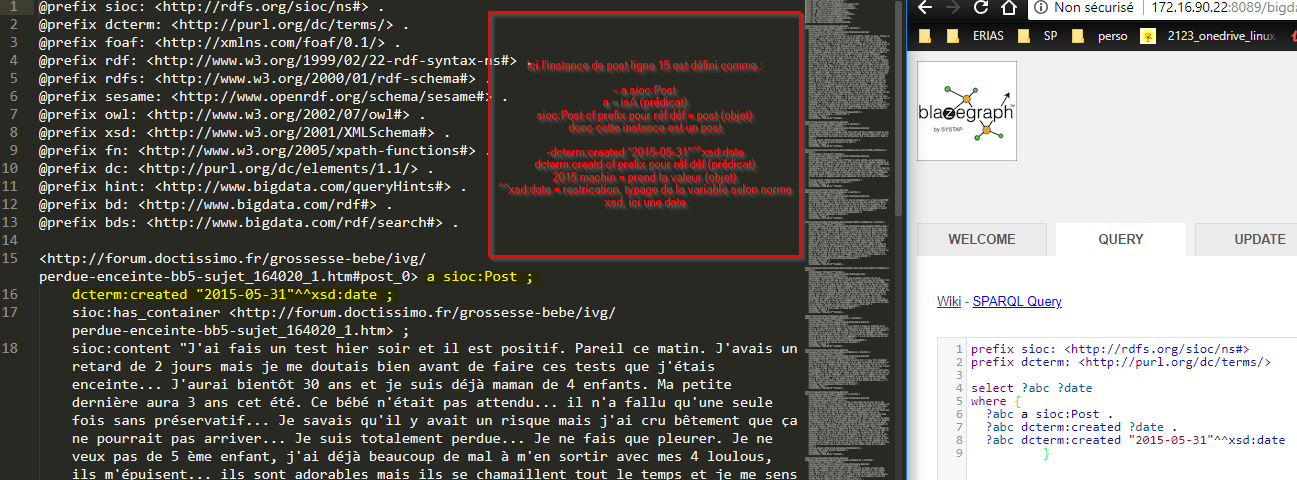 1 @prefix sioc: <http://rdfs.org/sioc/ns#> .
2 @prefix dcterm: <http://purl.org/dc/terms/> .
3 @prefix foaf: <http://xmlns.com/foaf/0.1/> .
4 @prefix rdf: <http://www.w3.org/1999/02/22-rdf-syntax-ns#> .
5 @prefix rdfs: <http://www.w3.org/2000/01/rdf-schema#> .
6 @prefix sesame: <http://www.openrdf.org/schema/sesame#> .
7 @prefix owl: <http://www.w3.org/2002/07/owl#> .
8 @prefix xsd: <http://www.w3.org/2001/XMLSchema#> .
9 @prefix fn: <http://www.w3.org/2005/xpath-functions#> .
10 @prefix dc: <http://purl.org/dc/elements/1.1/> .
11 @prefix hint: <http://www.bigdata.com/queryHints#> .
12 @prefix bd: <http://www.bigdata.com/rdf#> .
13 @prefix bds: <http://www.bigdata.com/rdf/search#> .
14
15 <http://forum.doctissimo.fr/grossesse-bebe/ivg/
perdue-enceinte-bb5-sujet_164020_1.htm#post_0> a sioc:Post ;
16 dcterm:created "2015-05-31"^^xsd:date ;
17 sioc:has_container <http://forum.doctissimo.fr/grossesse-bebe/ivg/
perdue-enceinte-bb5-sujet_164020_1.htm> ;
18 sioc:content "J'ai fais un test hier soir et il est positif. Pareil ce matin. J'avais un
retard de 2 jours mais je me doutais bien avant de faire ces tests que j'étais
enceinte... J'aurai bientôt 30 ans et je suis déjà maman de 4 enfants. Ma petite
dernière aura 3 ans cet été. Ce bébé n'était pas attendu... il n'a fallu qu'une seule
fois sans préservatif... Je savais qu'il y avait un risque mais j'ai cru bêtement que ça
ne pourrait pas arriver... Je suis totalement perdue... Je ne fais que pleurer. Je ne
veux pas de 5 ème enfant, j'ai déjà beaucoup de mal à m'en sortir avec mes 4 loulous,
ils m'épuisent... ils sont adorables mais ils se chamaillent tout le temps et je me sens
Ici l'instance de post ligne 15 est défini comme :
- a sioc:Post
a = isA (prédicat)
sioc:Post cf prefix pour réf déf = post (objet)
donc cette instance est un post
-dcterm:created "2015-05-31"^^xsd:date
dcterm:creatd cf prefix pour réf déf (prédicat)
2015 machin = prend la valeur (objet)
^^xsd:date = restrication, typage de la variable selon norme
xsd, ici une date
Non sécurisé 172.16.90.22:8089/bigda
ERIAS SP perso 2123_onedrive_linux
blazegraph
by SYSTAP
TM
WELCOME QUERY UPDATE
Wiki - SPARQL Query
1 prefix sioc: <http://rdfs.org/sioc/ns#>
2 prefix dcterm: <http://purl.org/dc/terms/>
3
4 select ?abc ?date
5 where {
6 ?abc a sioc:Post .
7 ?abc dcterm:created ?date .
8 ?abc dcterm:created "2015-05-31"^^xsd:date
9 }